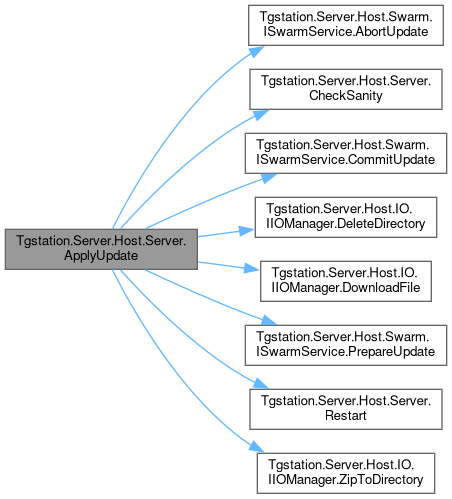 Tgstation.Server.Host.Swarm.
ISwarmService.AbortUpdate
Tgstation.Server.Host.Server.
CheckSanity
Tgstation.Server.Host.Swarm.
ISwarmService.CommitUpdate
Tgstation.Server.Host.Server.
ApplyUpdate
Tgstation.Server.Host.IO.
IIOManager.DeleteDirectory
Tgstation.Server.Host.IO.
IIOManager.DownloadFile
Tgstation.Server.Host.Swarm.
ISwarmService.PrepareUpdate
Tgstation.Server.Host.Server.
Restart
Tgstation.Server.Host.IO.
IIOManager.ZipToDirectory